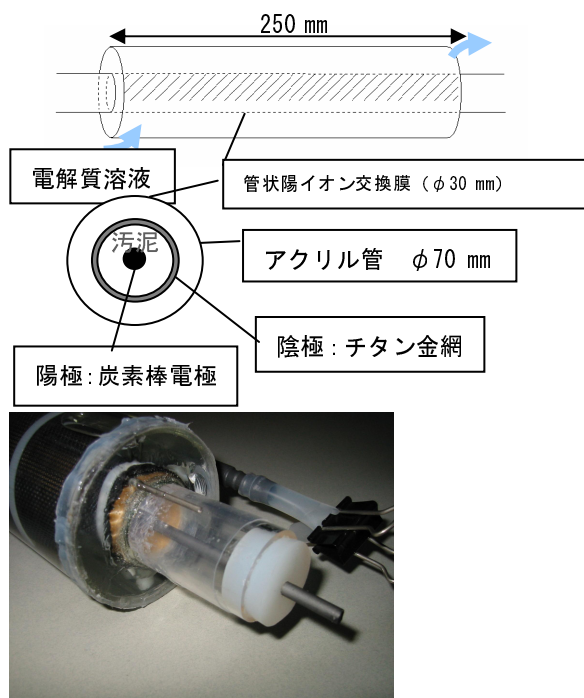 250 mm
電解質溶液
管状陽イオン交換膜（φ30 mm）
汚泥
アクリル管　φ70 mm
陰極：チタン金網
陽極：炭素棒電極